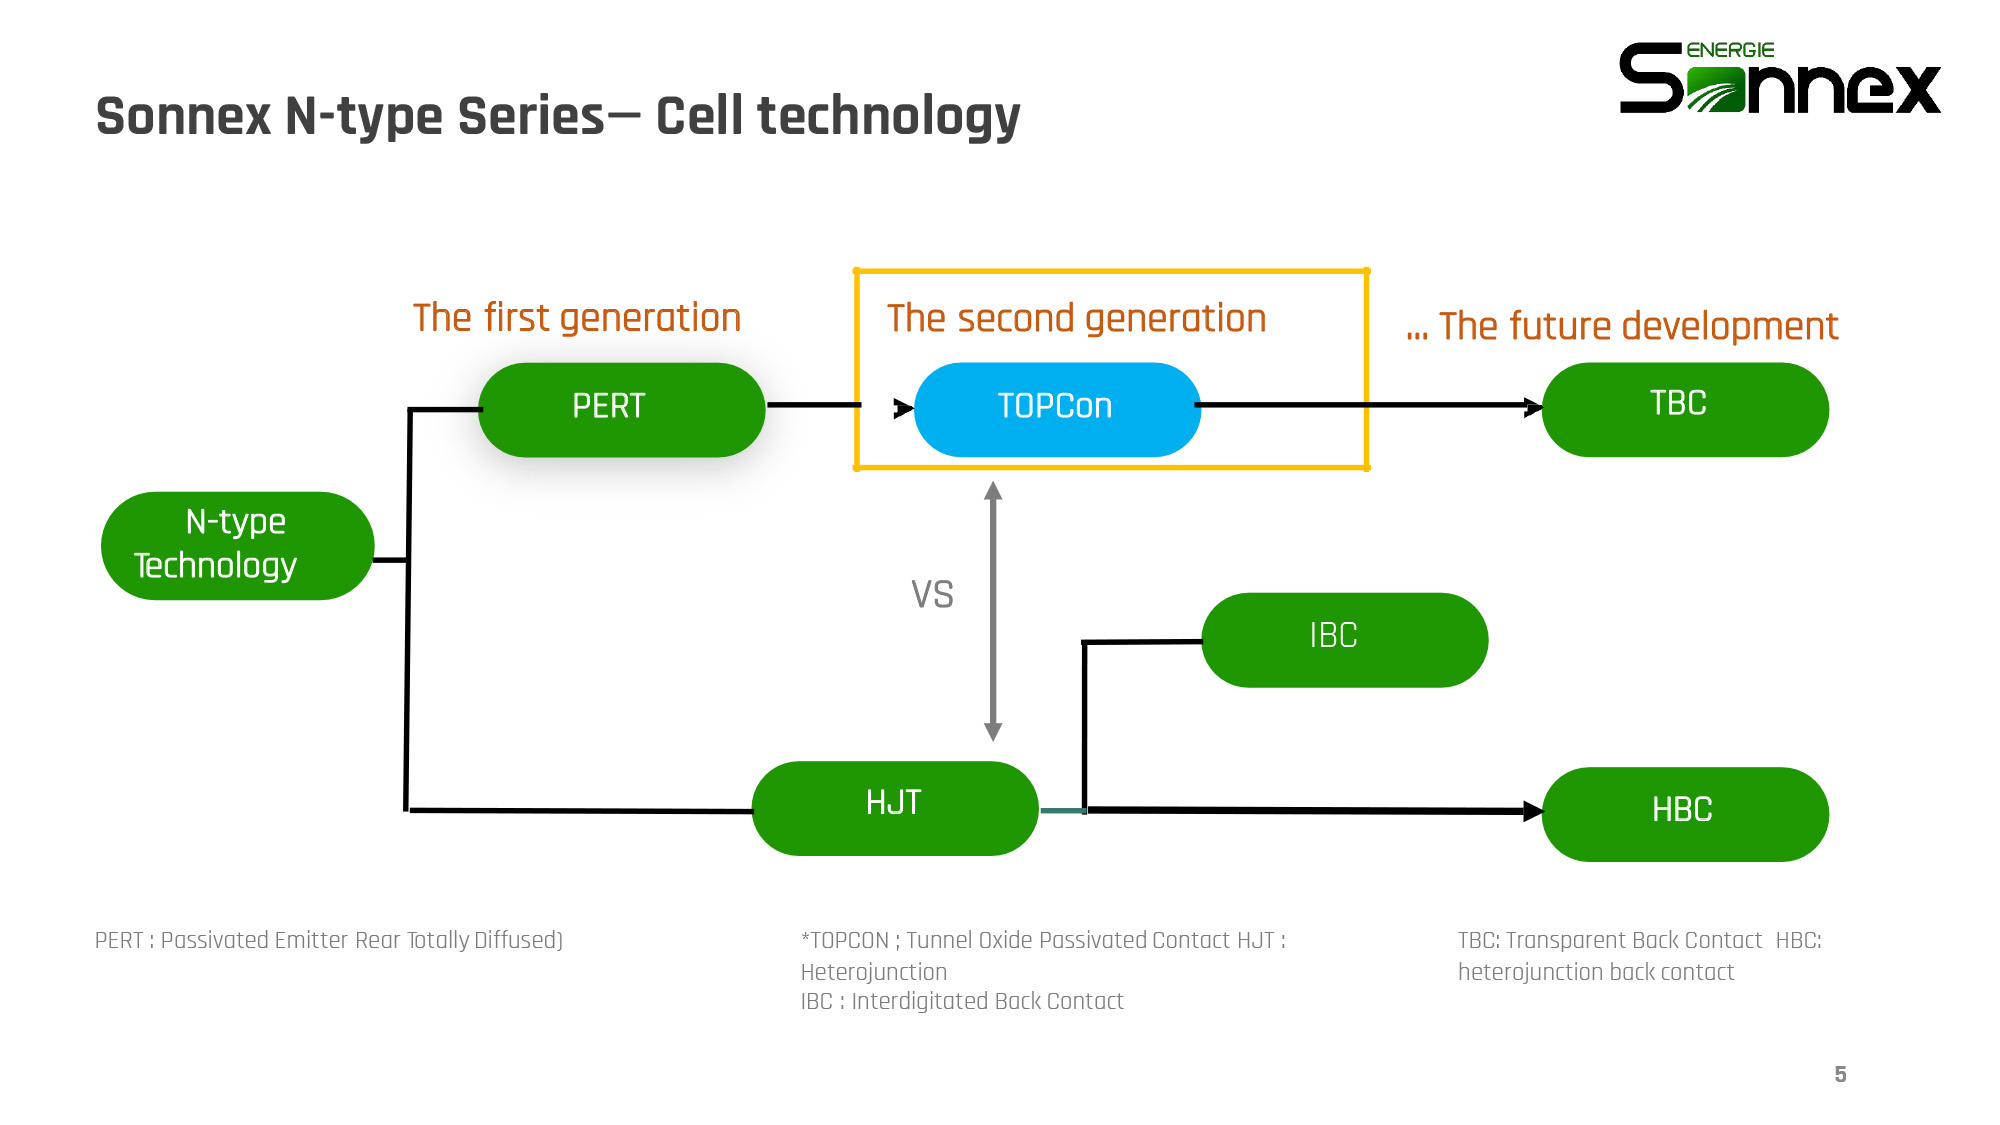 ENERGIE
Sonnex
Sonnex N-type Series— Cell technology
The first generation
The second generation
... The future development
PERT
TOPCon
TBC
N-type
Technology
VS
IBC
HJT
HBC
PERT : Passivated Emitter Rear Totally Diffused)
*TOPCON ; Tunnel Oxide Passivated Contact HJT :
Heterojunction
IBC : Interdigitated Back Contact
TBC: Transparent Back Contact  HBC:
heterojunction back contact
5